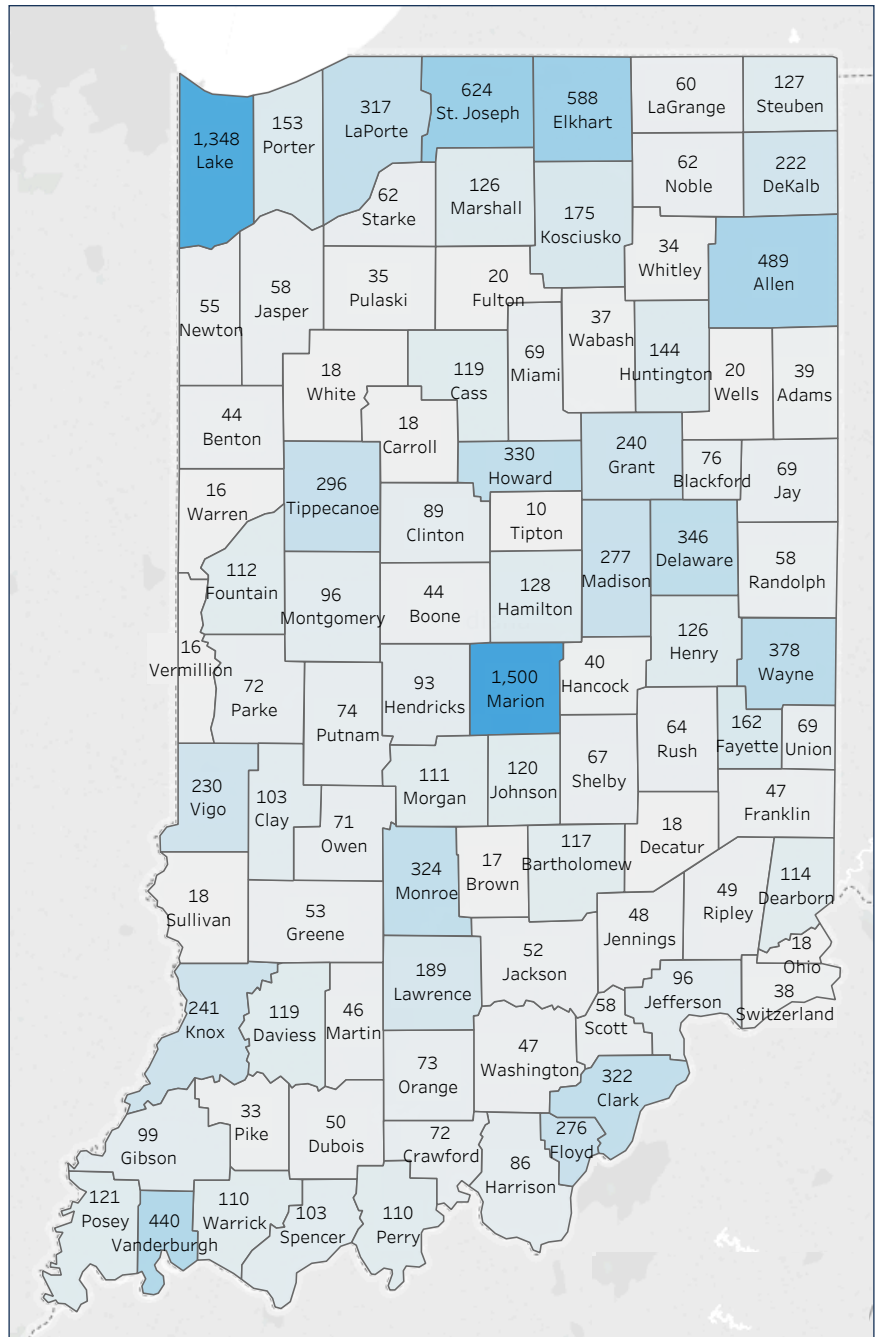 1,348
Lake
153
Porter
317
LaPorte
624
St. Joseph
588
Elkhart
60
LaGrange
127
Steuben
62
Starke
126
Marshall
175
Kosciusko
62
Noble
222
DeKalb
34
Whitley
489
Allen
55
Newton
58
Jasper
35
Pulaski
20
Fulton
37
Wabash
18
White
119
Cass
69
Miami
144
Huntington
20
Wells
39
Adams
44
Benton
18
Carroll
330
Howard
240
Grant
76
Blackford
69
Jay
16
Warren
296
Tippecanoe
89
Clinton
10
Tipton
277
Madison
346
Delaware
58
Randolph
112
Fountain
96
Montgomery
44
Boone
128
Hamilton
126
Henry
378
Wayne
16
Vermillion
72
Parke
74
Putnam
93
Hendricks
1,500
Marion
40
Hancock
64
Rush
162
Fayette
69
Union
230
Vigo
103
Clay
71
Owen
111
Morgan
120
Johnson
67
Shelby
47
Franklin
18
Sullivan
53
Greene
324
Monroe
17
Brown
117
Bartholomew
18
Decatur
49
Ripley
114
Dearborn
18
Ohio
241
Knox
119
Daviess
46
Martin
189
Lawrence
52
Jackson
48
Jennings
96
Jefferson
38
Switzerland
58
Scott
73
Orange
47
Washington
322
Clark
99
Gibson
33
Pike
50
Dubois
72
Crawford
86
Harrison
276
Floyd
121
Posey
440
Vanderburgh
110
Warrick
103
Spencer
110
Perry